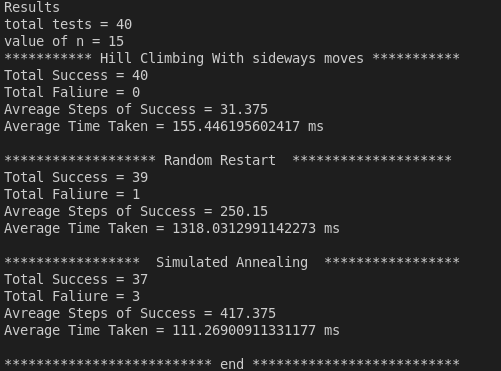 Results
total tests = 40
value of n = 15
*********** Hill Climbing With sideways moves ***********
Total Success = 40
Total Faliure = 0
Avreage Steps of Success = 31.375
Average Time Taken = 155.446195602417 ms
******************* Random Restart  ********************
Total Success = 39
Total Faliure = 1
Avreage Steps of Success = 250.15
Average Time Taken = 1318.0312991142273 ms
*****************  Simulated Annealing  *****************
Total Success = 37
Total Faliure = 3
Avreage Steps of Success = 417.375
Average Time Taken = 111.26900911331177 ms
************************** end **************************